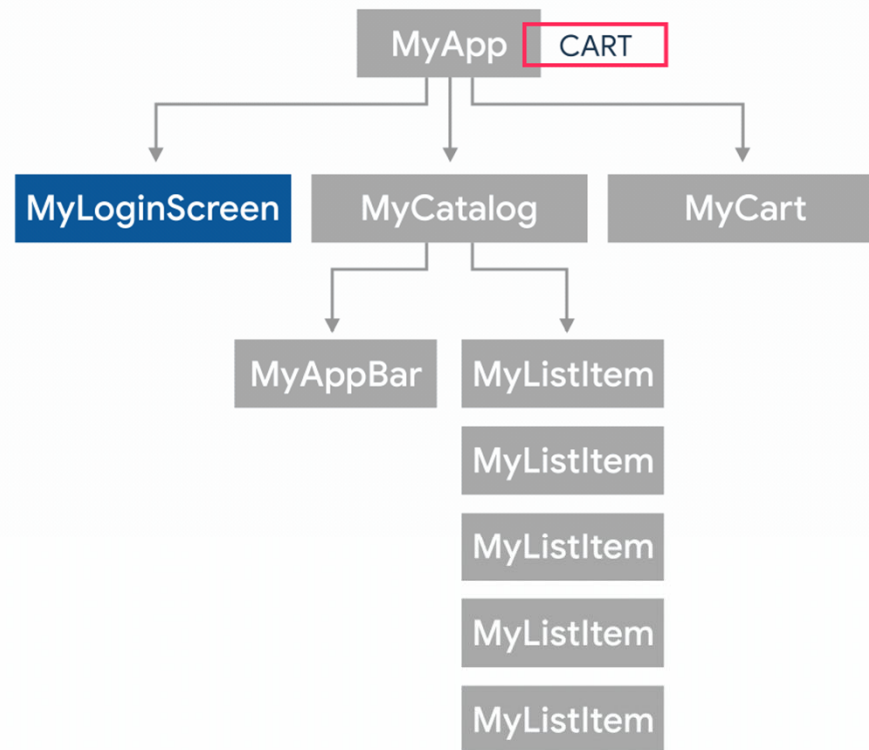 MyApp
CART
MyLoginScreen
MyCatalog
MyCart
MyAppBar
MyListItem
MyListItem
MyListItem
MyListItem
MyListItem